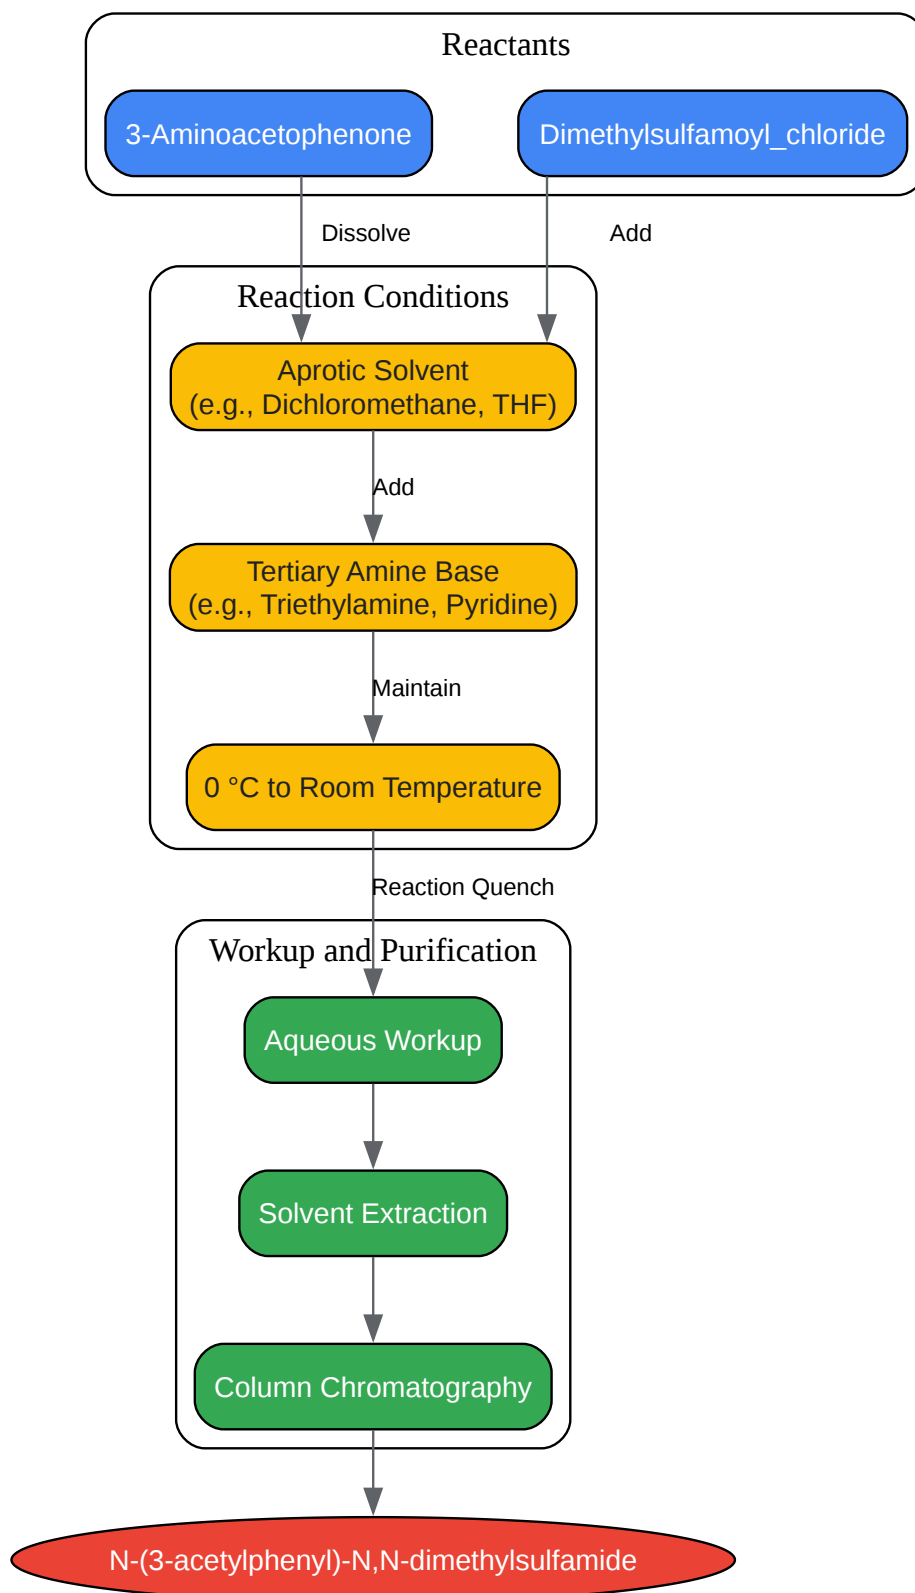 Reactants
3-Aminoacetophenone
Dimethylsulfamoyl_chloride
Dissolve
Add
Reaction Conditions
Aprotic Solvent
(e.g., Dichloromethane, THF)
Add
Tertiary Amine Base
(e.g., Triethylamine, Pyridine)
Maintain
0 °C to Room Temperature
Reaction Quench
Workup and Purification
Aqueous Workup
Solvent Extraction
Column Chromatography
N-(3-acetylphenyl)-N,N-dimethylsulfamide